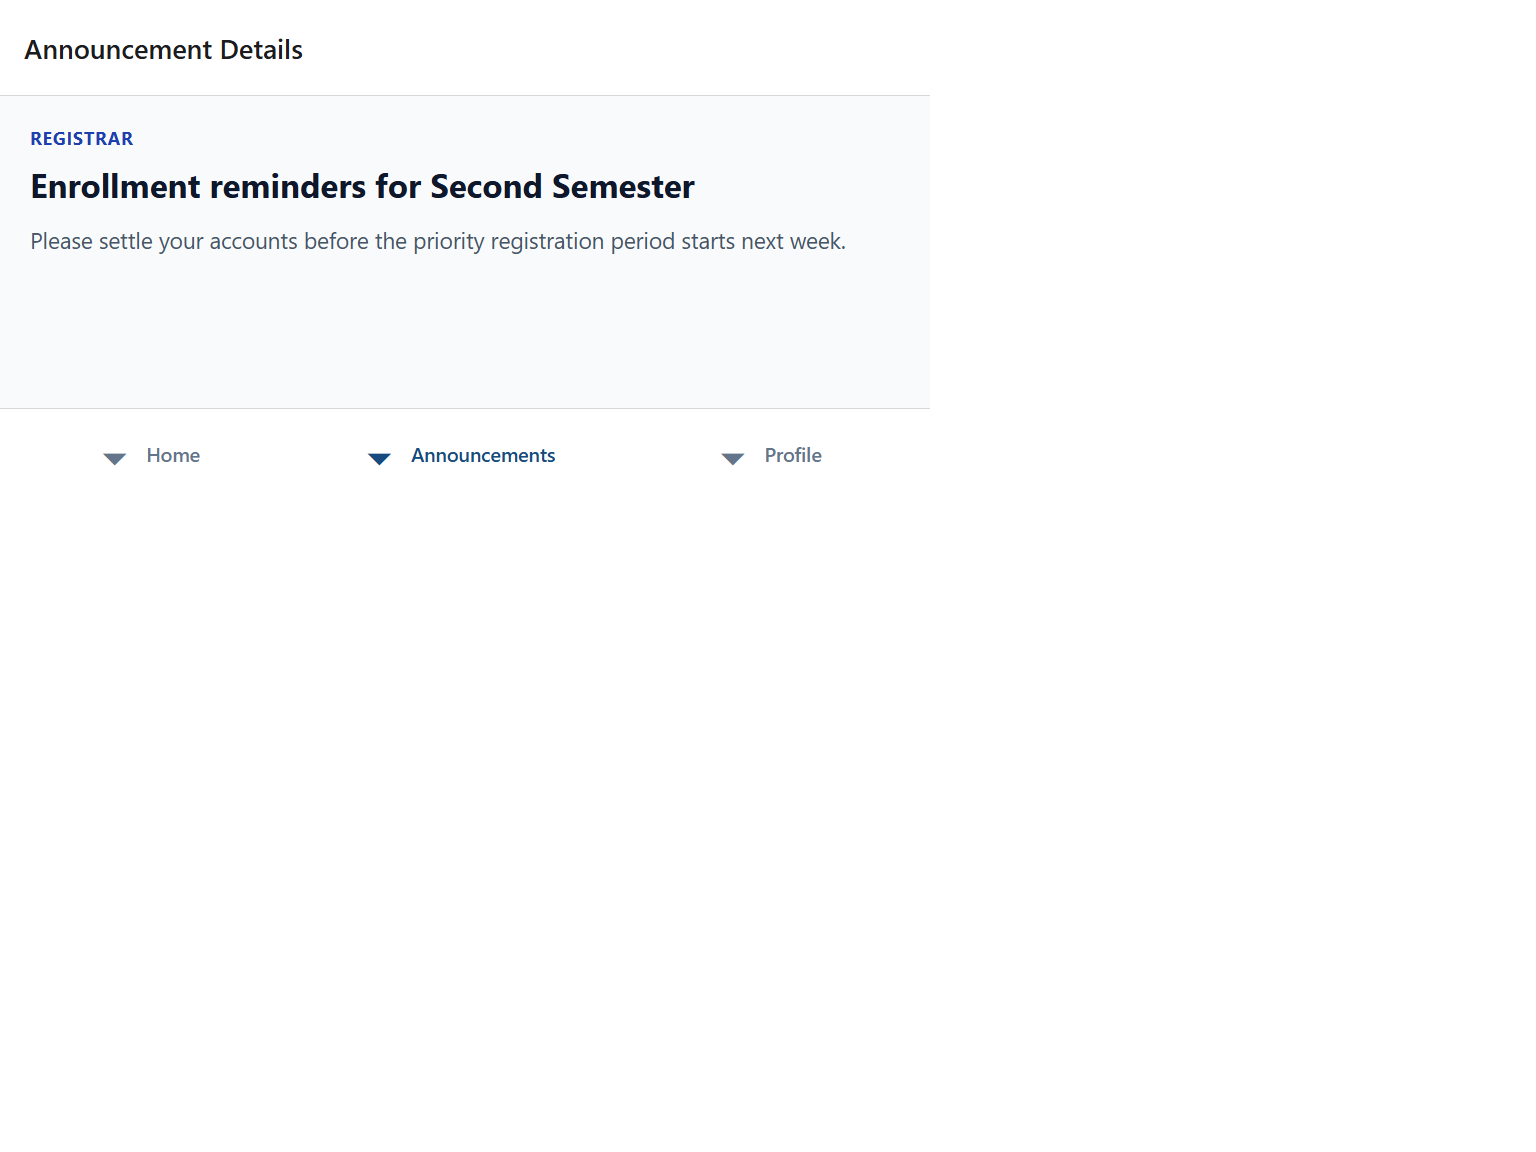 Announcement Details
REGISTRAR
Enrollment reminders for Second Semester
Please settle your accounts before the priority registration period starts next week.
Home
Announcements
Profile